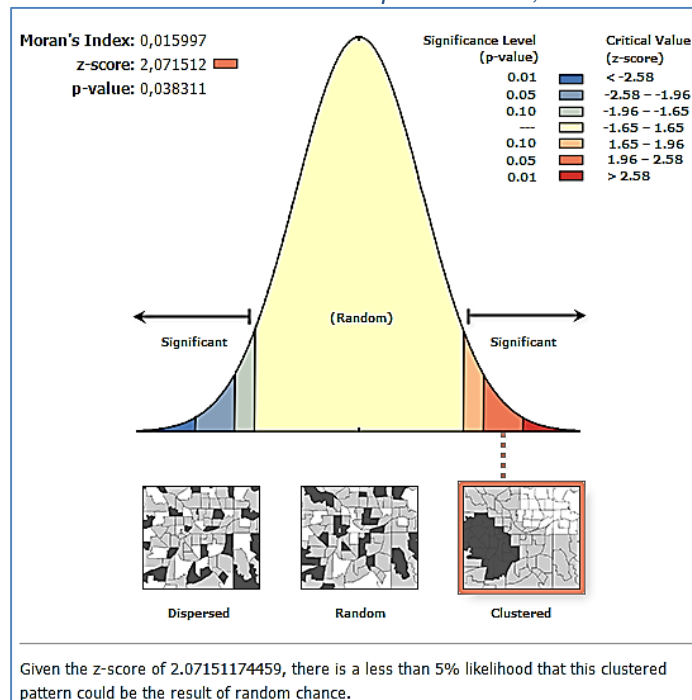 Moran's Index: 0,015997
z-score: 2,071512
p-value: 0,038311
Significance Level
(p-value)
Critical Value
(z-score)
0.01 < -2.58
0.05 -2.58 – -1.96
0.10 -1.96 – -1.65
--- -1.65 – 1.65
0.10 1.65 – 1.96
0.05 1.96 – 2.58
0.01 > 2.58
(Random)
Significant
Significant
Dispersed
Random
Clustered
Given the z-score of 2.07151174459, there is a less than 5% likelihood that this clustered
pattern could be the result of random chance.